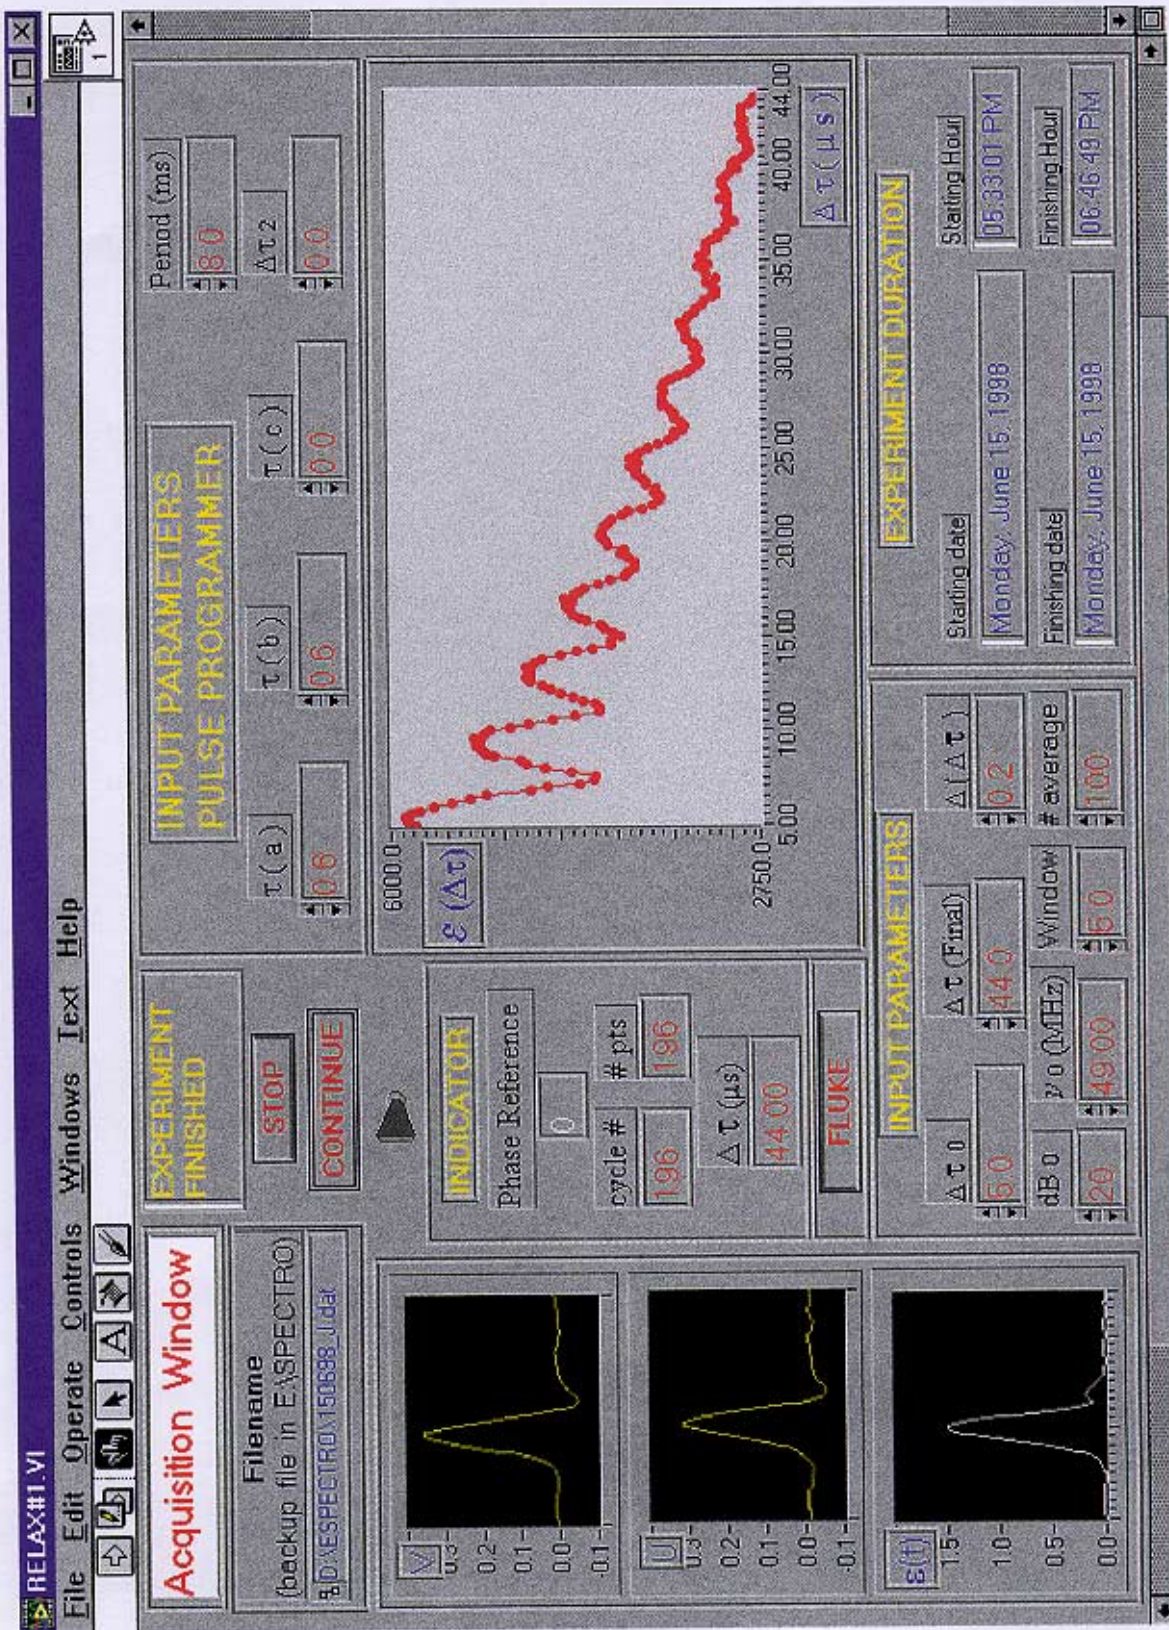 RELAX#1.VI
File Edit Operate Controls Windows Text Help
A
1
Acquisition Window
Filename
(backup file in E:\SPECTRO)
D:\ESPECTRO\150698_J.dat
EXPERIMENT
FINISHED
STOP
CONTINUE
INPUT PARAMETERS
PULSE PROGRAMER
τ(a)
0.6
τ(b)
0.6
τ(c)
0.0
Period (ms)
8.0
Δτ2
0.0
V
0.3
0.2
0.1
0.0
-0.1
U
0.3
0.2
0.1
0.0
-0.1
ε(t)
1.5
1.0
0.5
0.0
INDICATOR
Phase Reference
0
cycle #
196
# pts
196
Δτ(μs)
44.00
FLUKE
6000.0
ε(Δτ)
2750.0
5.00 10.00 15.00 20.00 25.00 30.00 35.00 40.00 44.00
Δτ(μs)
INPUT PARAMETERS
Δτ0
5.0
Δτ(Final)
44.0
Δ(Δτ)
0.2
dB 0
20
ν0(MHz)
49.00
Window
6.0
# average
100
EXPERIMENT DURATION
Starting date
Monday, June 15, 1998
Starting Hour
05:33:01 PM
Finishing date
Monday, June 15, 1998
Finishing Hour
06:46:49 PM